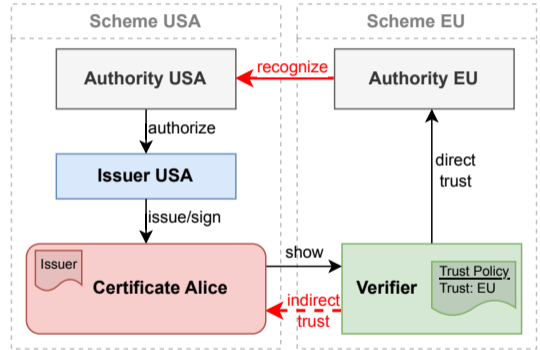 Scheme USA
Scheme EU
Authority USA
recognize
Authority EU
authorize
direct
trust
Issuer USA
issue/sign
Issuer
Certificate Alice
show
indirect
trust
Verifier
Trust Policy
Trust: EU